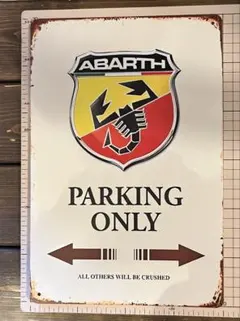 ABARTH
PARKING
ONLY
ALL OTHERS WILL BE CRUSHED